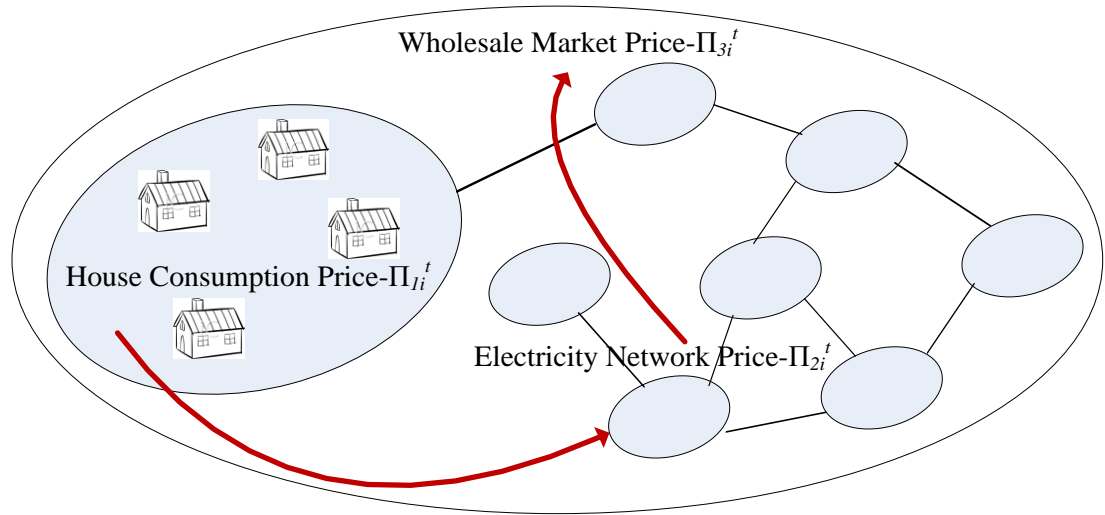 Wholesale Market Price-Π₃ᵢᵗ
House Consumption Price-Π₁ᵢᵗ
Electricity Network Price-Π₂ᵢᵗ